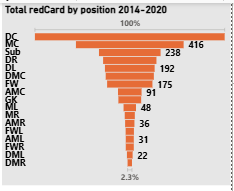 Total redCard by position 2014-2020
100%
DC
MC 416
Sub 238
DR
DL 192
DMC
FW 175
AMC 91
GK
ML 48
MR
AMR 36
FWL
AML 31
FWR
DML 22
DMR
2.3%